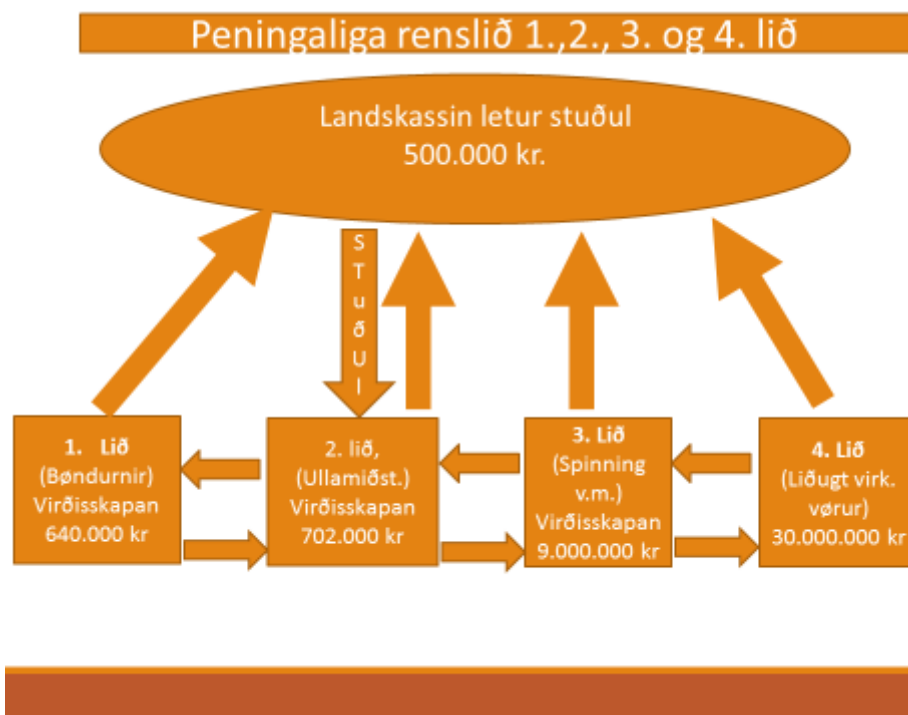 Peningaliga renslið 1.,2., 3. og 4. lið
Landskassin letur stuðul
500.000 kr.
S
T
u
ð
U
l
1. Lið
(Bøndurnir)
Virðisskapan
640.000 kr
2. lið,
(Ullamiðst.)
Virðisskapan
702.000 kr
3. Lið
(Spinning
v.m.)
Virðisskapan
9.000.000 kr
4. Lið
(Liðugt virk.
vørur)
30.000.000 kr